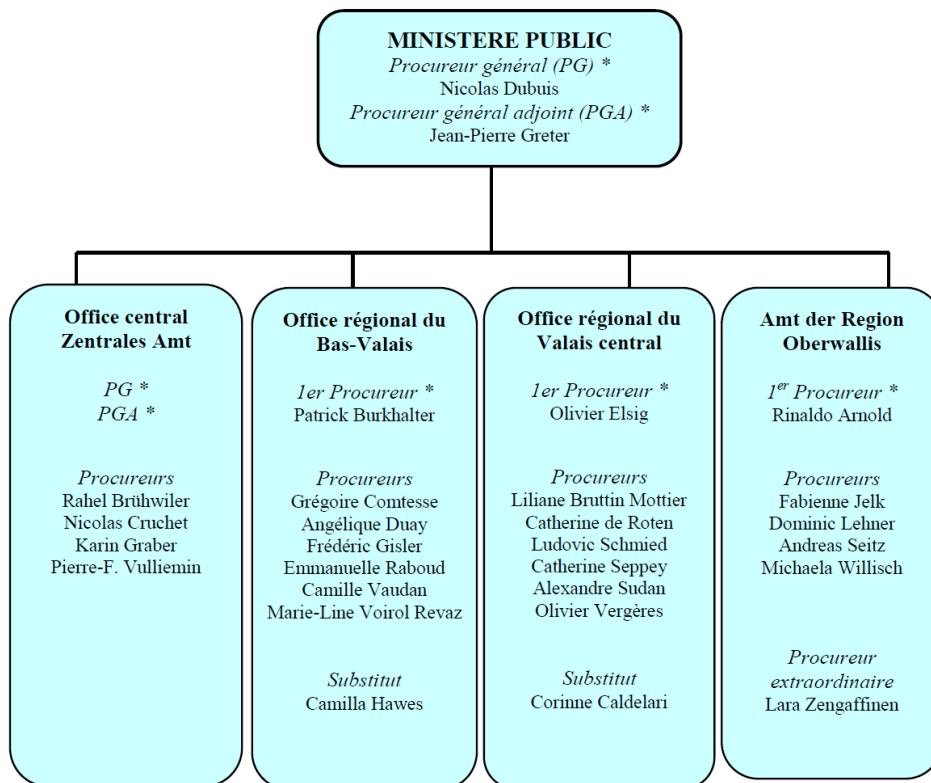 MINISTERE PUBLIC
Procureur général (PG) *
Nicolas Dubuis
Procureur général adjoint (PGA) *
Jean-Pierre Greter
Office central
Zentrales Amt
PG *
PGA *
Procureurs
Rahel Brühwiler
Nicolas Cruchet
Karin Graber
Pierre-F. Vulliemin
Office régional du
Bas-Valais
1er Procureur *
Patrick Burkhalter
Procureurs
Grégoire Comtesse
Angélique Duay
Frédéric Gisler
Emmanuelle Raboud
Camille Vaudan
Marie-Line Voirol Revaz
Substitut
Camilla Hawes
Office régional du
Valais central
1er Procureur *
Olivier Elsig
Procureurs
Liliane Bruttin Mottier
Catherine de Roten
Ludovic Schmied
Catherine Seppey
Alexandre Sudan
Olivier Vergères
Substitut
Corinne Caldelari
Amt der Region
Oberwallis
1er Procureur *
Rinaldo Arnold
Procureurs
Fabienne Jelk
Dominic Lehner
Andreas Seitz
Michaela Willisch
Procureur
extraordinaire
Lara Zengaffinen